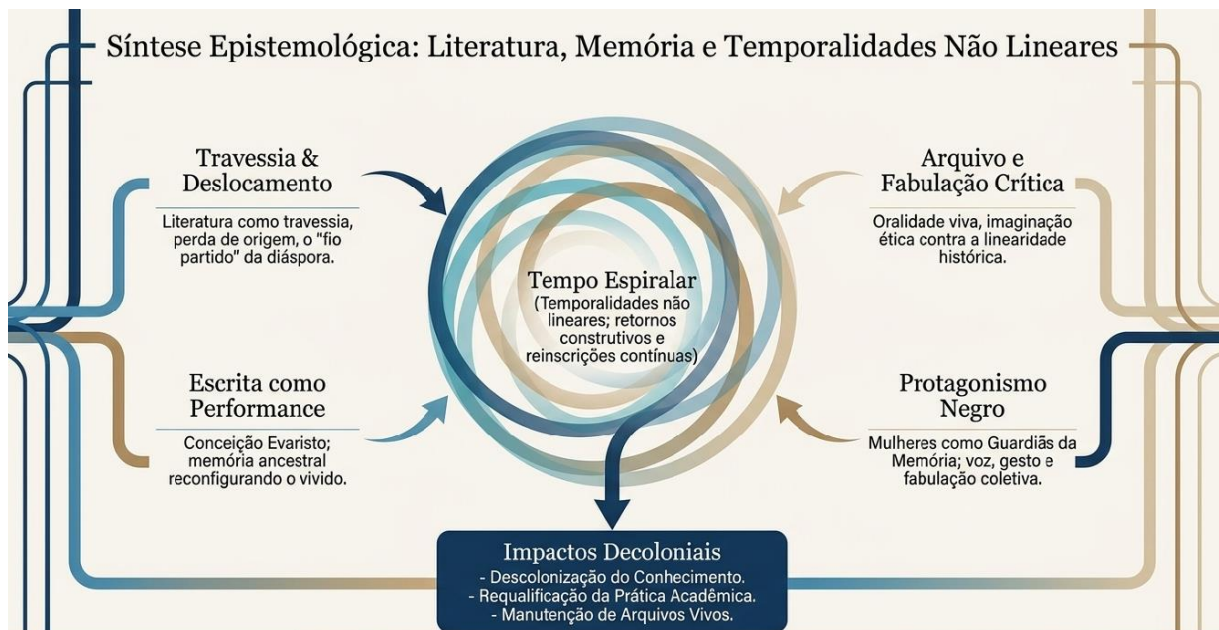 Síntese Epistemológica: Literatura, Memória e Temporalidades Não Lineares
Travessia &
Deslocamento
Literatura como travessia,
perda de origem, o "fio
partido" da diáspora.
Escrita como
Performance
Conceição Evaristo;
memória ancestral
reconfigurando o vivido.
Tempo Espiralar
(Temporalidades não
lineares; retornos
construtivos e
reinscrições contínuas)
Arquivo e
Fabulação Crítica
Oralidade viva, imaginação
ética contra a linearidade
histórica.
Protagonismo
Negro
Mulheres como Guardiãs da
Memória; voz, gesto e
fabulação coletiva.
Impactos Decoloniais
- Descolonização do Conhecimento.
- Requalificação da Prática Acadêmica.
- Manutenção de Arquivos Vivos.